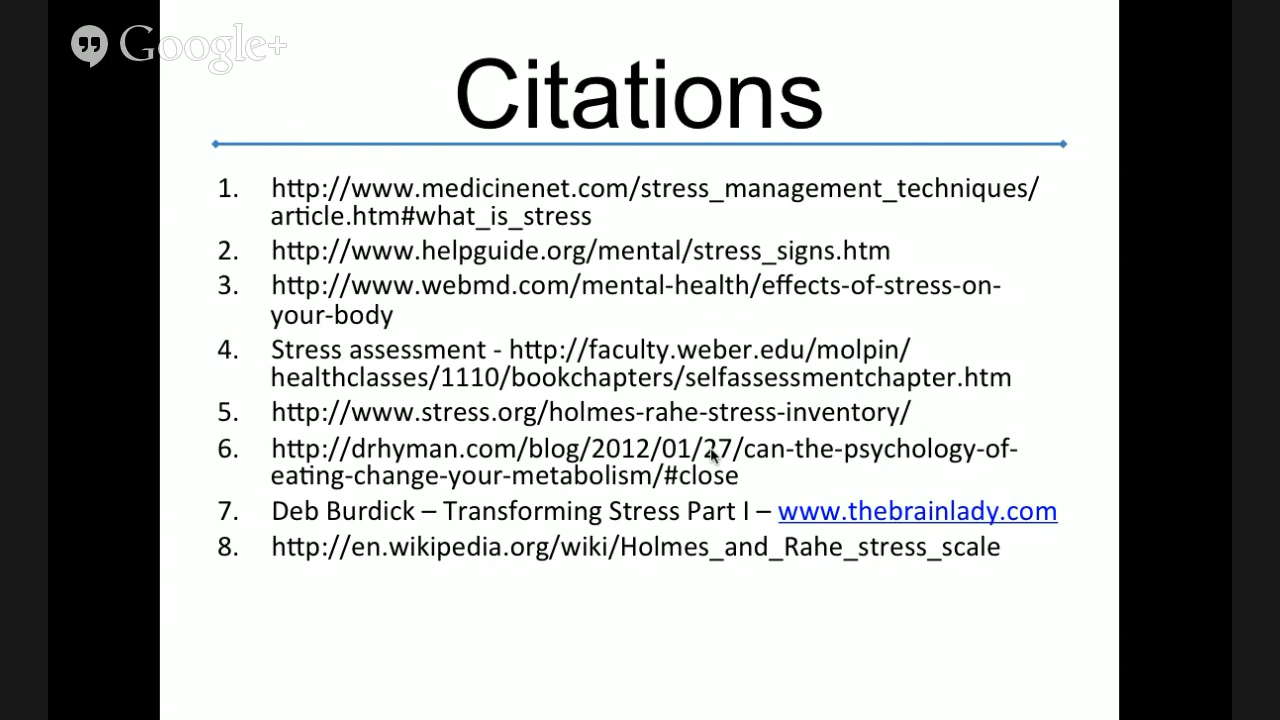 Google+
Citations
1. http://www.medicinenet.com/stress_management_techniques/
article.htm#what_is_stress
2. http://www.helpguide.org/mental/stress_signs.htm
3. http://www.webmd.com/mental-health/effects-of-stress-on-
your-body
4. Stress assessment - http://faculty.weber.edu/molpin/
healthclasses/1110/bookchapters/selfassessmentchapter.htm
5. http://www.stress.org/holmes-rahe-stress-inventory/
6. http://drhyman.com/blog/2012/01/27/can-the-psychology-of-
eating-change-your-metabolism/#close
7. Deb Burdick – Transforming Stress Part I – www.thebrainlady.com
8. http://en.wikipedia.org/wiki/Holmes_and_Rahe_stress_scale